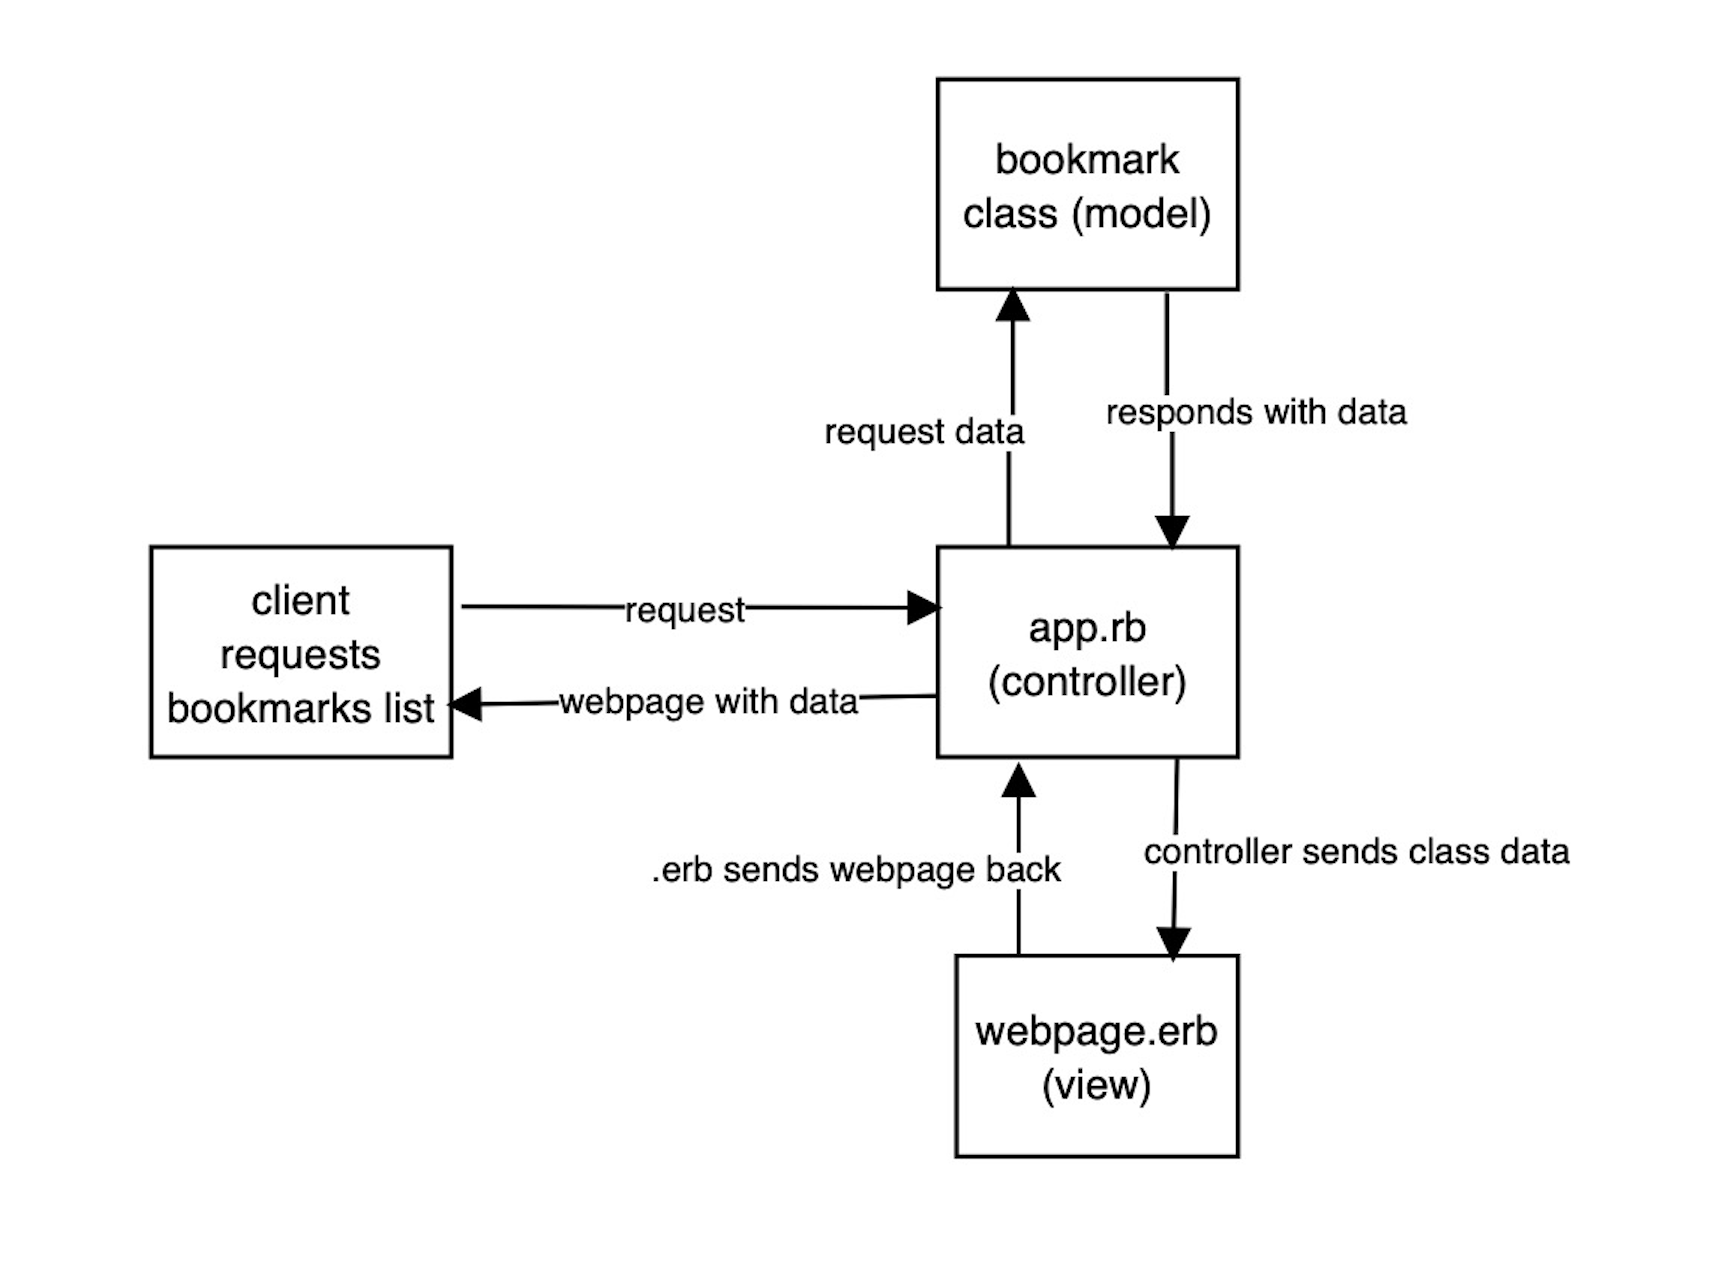 bookmark
class (model)
request data
responds with data
client
requests
bookmarks list
request
webpage with data
app.rb
(controller)
.erb sends webpage back
controller sends class data
webpage.erb
(view)